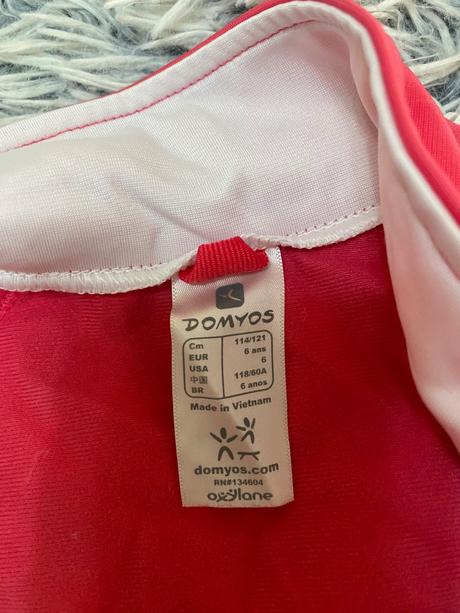 DOMYOS
Cm 114/121
EUR 6 ans
USA 6
中国 118/60A
BR 6 anos
Made in Vietnam
domyos.com
RN#134604
oxylane